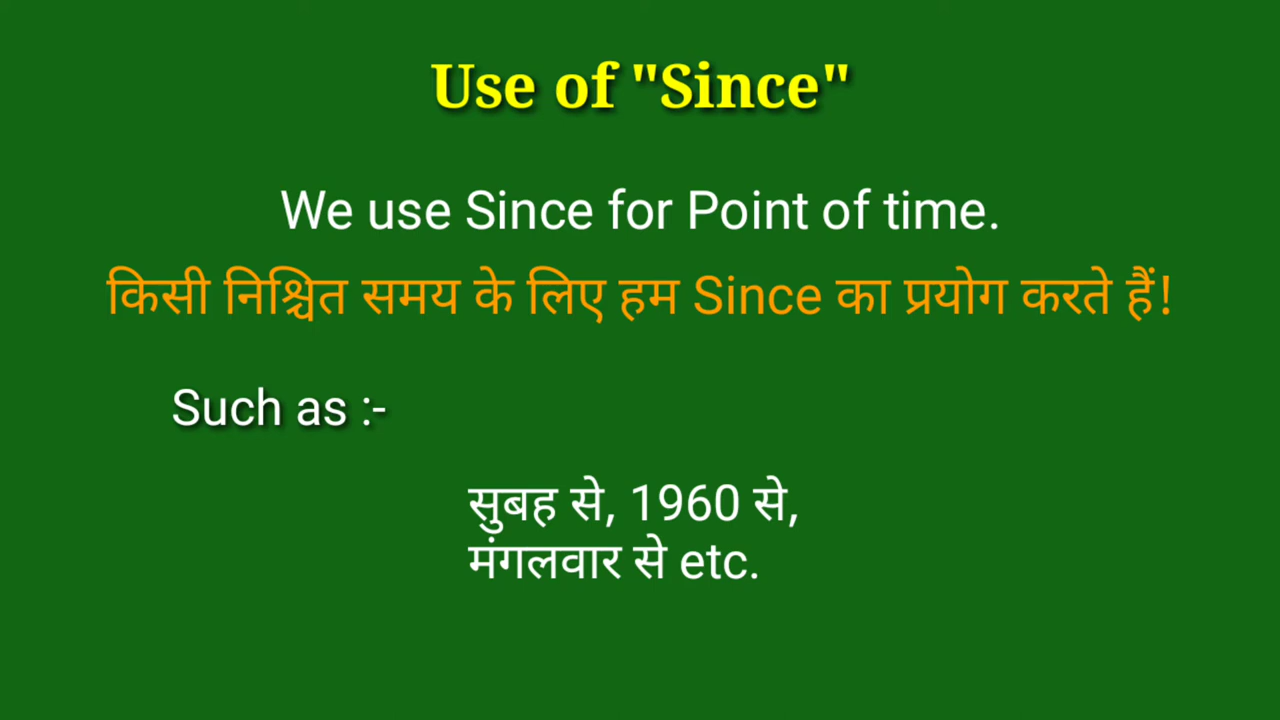 Use of "Since"
We use Since for Point of time.
किसी निश्चित समय के लिए हम Since का प्रयोग करते हैं!
Such as :-
सुबह से, 1960 से,
मंगलवार से etc.